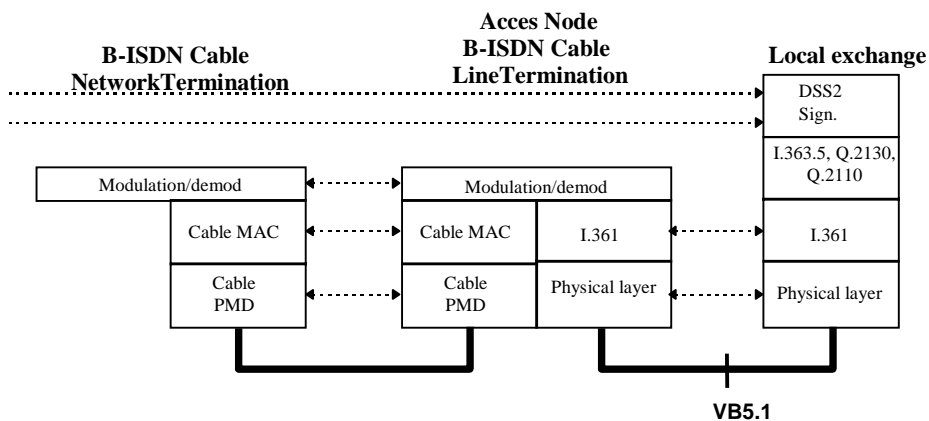 Acces Node
B-ISDN Cable
LineTermination
B-ISDN Cable
NetworkTermination
Local exchange
DSS2
Sign.
I.363.5, Q.2130,
Q.2110
Modulation/demod
Modulation/demod
Cable MAC
Cable MAC
I.361
I.361
Cable
PMD
Cable
PMD
Physical layer
Physical layer
VB5.1